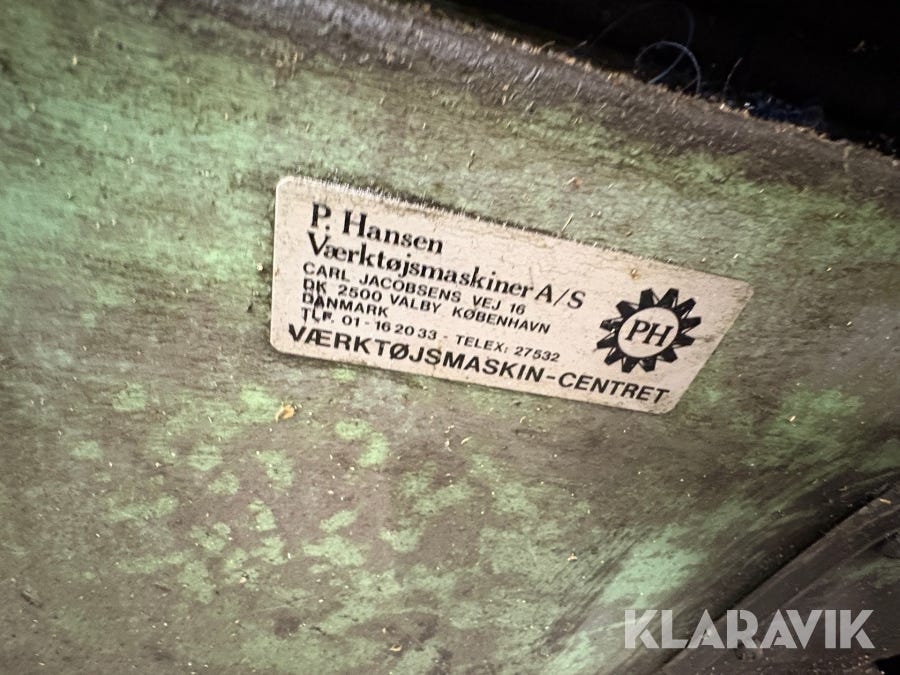 P. Hansen
Værktøjsmaskiner A/S
CARL JACOBSENS VEJ 16
DK 2500 VALBY KØBENHAVN
DANMARK
TLF. 01 - 16 20 33 - TELEX: 27532
VÆRKTØJSMASKIN-CENTRET
PH
KLARAVIK